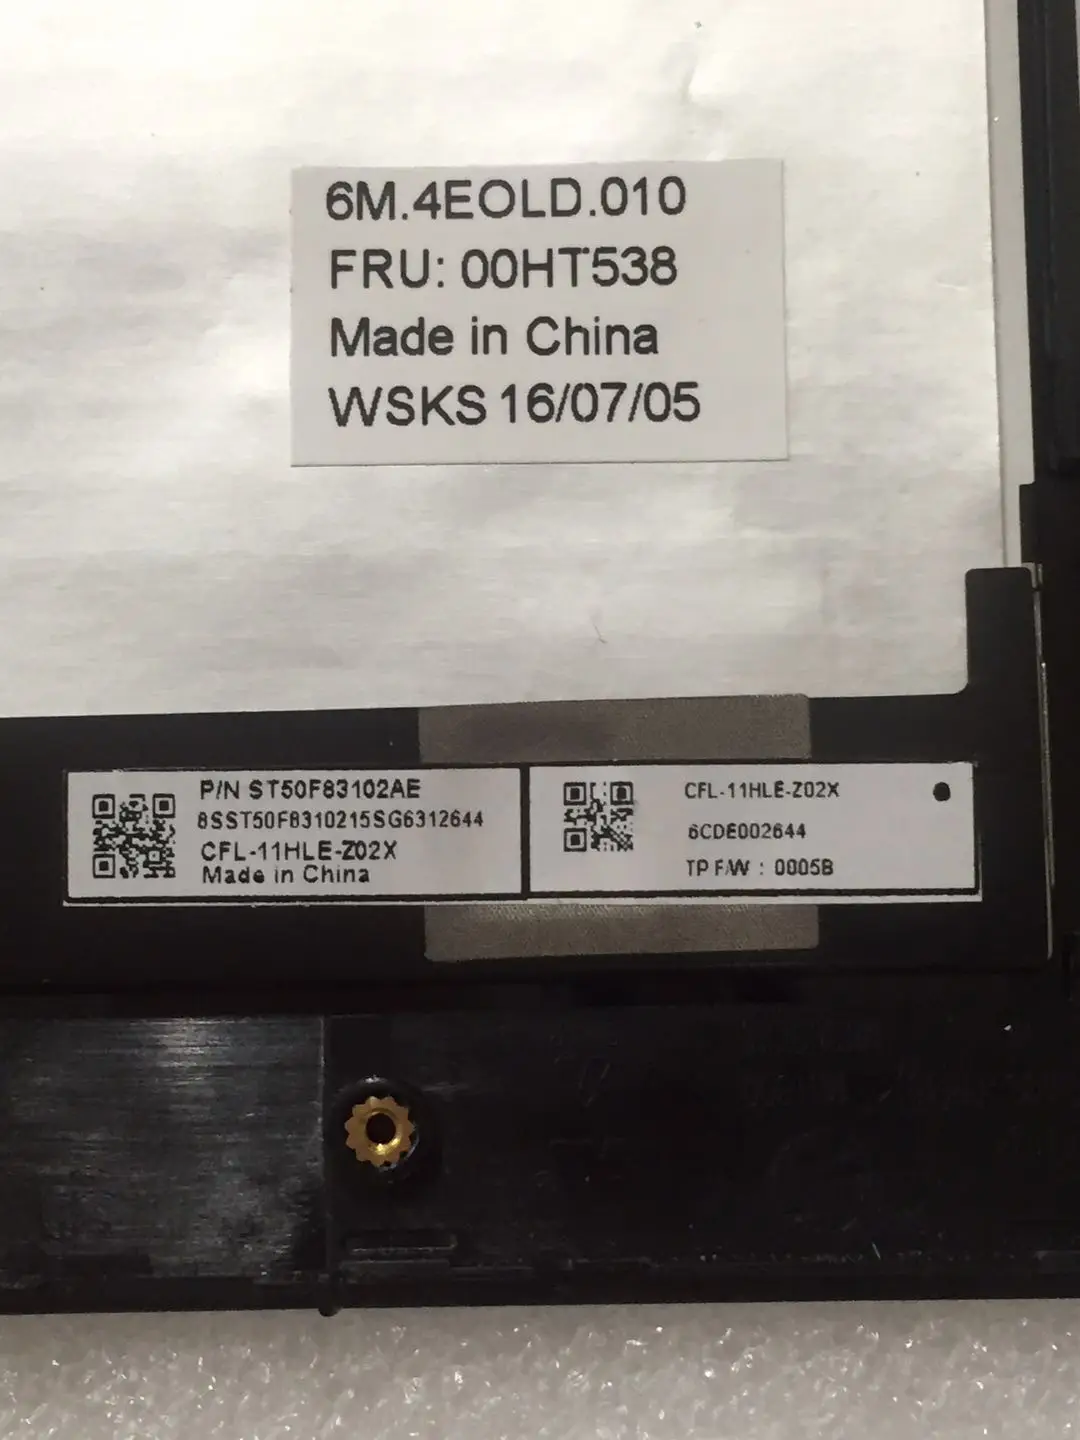 6M.4EOLD.010
FRU: 00HT538
Made in China
WSKS 16/07/05
P/N ST50F83102AE
8SST50F8310215SG6312644
CFL-11HLE-Z02X
Made in China
CFL-11HLE-Z02X
6CDE002644
TP F/W : 0005B